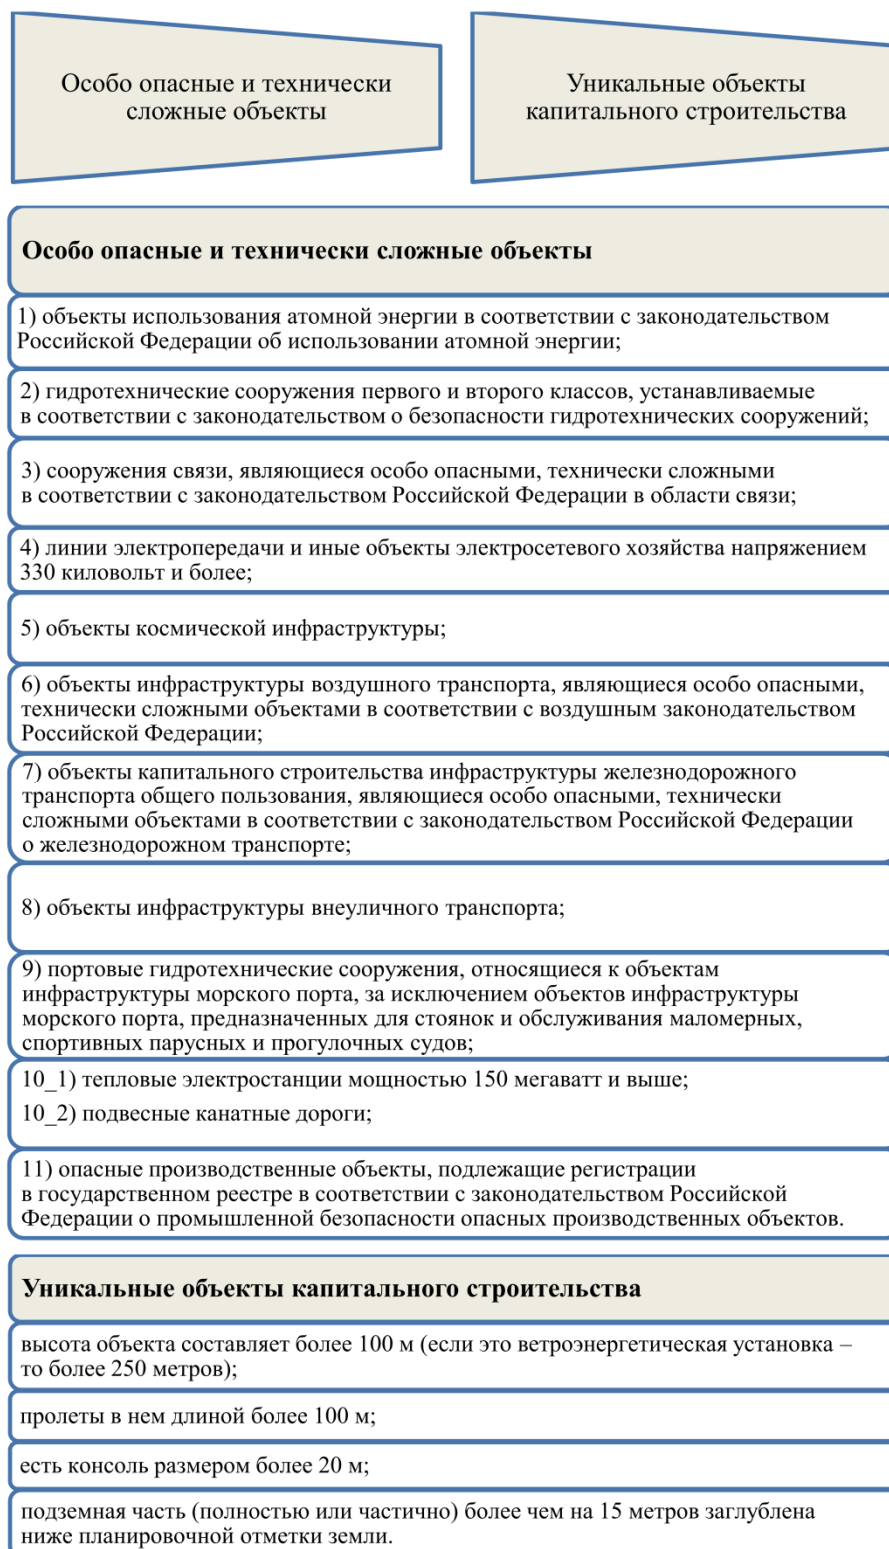 Особо опасные и технически
сложные объекты
Уникальные объекты
капитального строительства
Особо опасные и технически сложные объекты
1) объекты использования атомной энергии в соответствии с законодательством
Российской Федерации об использовании атомной энергии;
2) гидротехнические сооружения первого и второго классов, устанавливаемые
в соответствии с законодательством о безопасности гидротехнических сооружений;
3) сооружения связи, являющиеся особо опасными, технически сложными
в соответствии с законодательством Российской Федерации в области связи;
4) линии электропередачи и иные объекты электросетевого хозяйства напряжением
330 киловольт и более;
5) объекты космической инфраструктуры;
6) объекты инфраструктуры воздушного транспорта, являющиеся особо опасными,
технически сложными объектами в соответствии с воздушным законодательством
Российской Федерации;
7) объекты капитального строительства инфраструктуры железнодорожного
транспорта общего пользования, являющиеся особо опасными, технически
сложными объектами в соответствии с законодательством Российской Федерации
о железнодорожном транспорте;
8) объекты инфраструктуры внеуличного транспорта;
9) портовые гидротехнические сооружения, относящиеся к объектам
инфраструктуры морского порта, за исключением объектов инфраструктуры
морского порта, предназначенных для стоянок и обслуживания маломерных,
спортивных парусных и прогулочных судов;
10_1) тепловые электростанции мощностью 150 мегаватт и выше;
10_2) подвесные канатные дороги;
11) опасные производственные объекты, подлежащие регистрации
в государственном реестре в соответствии с законодательством Российской
Федерации о промышленной безопасности опасных производственных объектов.
Уникальные объекты капитального строительства
высота объекта составляет более 100 м (если это ветроэнергетическая установка –
то более 250 метров);
пролеты в нем длиной более 100 м;
есть консоль размером более 20 м;
подземная часть (полностью или частично) более чем на 15 метров заглублена
ниже планировочной отметки земли.